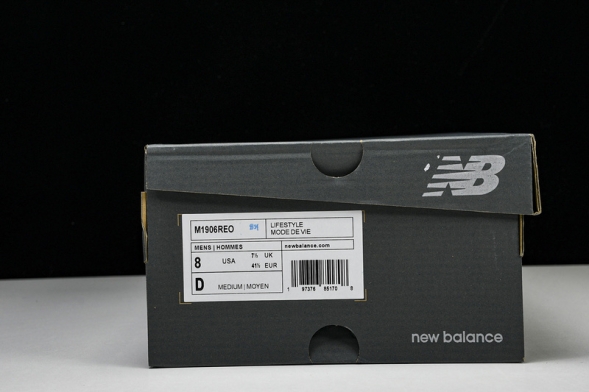 NB
M1906REO
LIFESTYLE
MODE DE VIE
MENS | HOMMES
newbalance.com
8 USA 7½ UK
41½ EUR
D MEDIUM | MOYEN
new balance